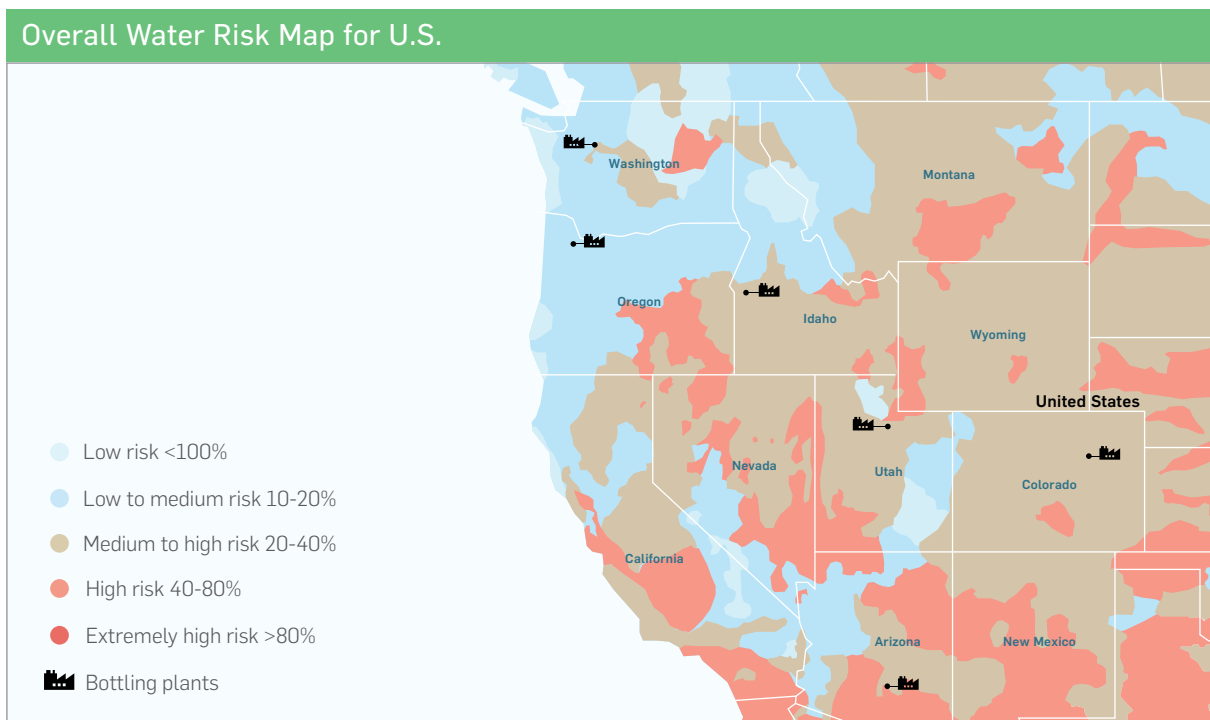 Overall Water Risk Map for U.S.
Washington
Montana
Oregon
Idaho
Wyoming
United States
Nevada
Utah
Colorado
California
Arizona
New Mexico
Low risk <100%
Low to medium risk 10-20%
Medium to high risk 20-40%
High risk 40-80%
Extremely high risk >80%
Bottling plants